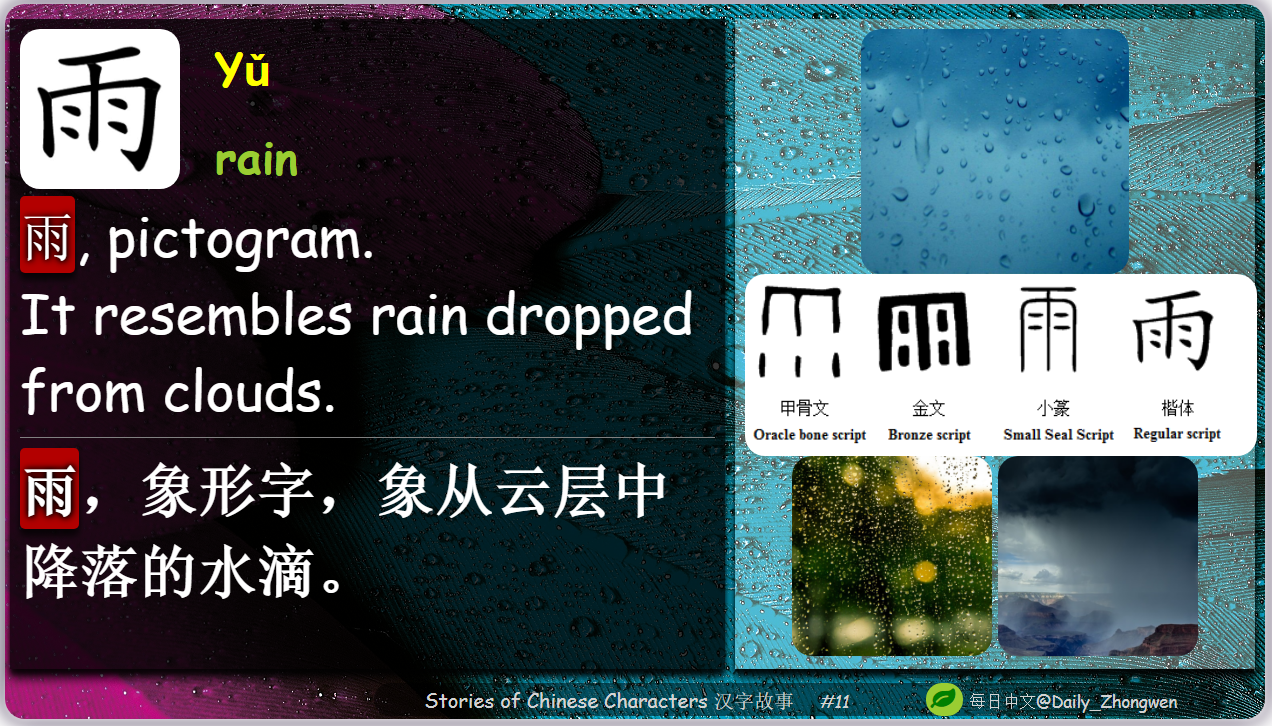 雨
Yǔ
rain
雨, pictogram.
It resembles rain dropped
from clouds.
雨，象形字，象从云层中
降落的水滴。
甲骨文 金文 小篆 楷体
Oracle bone script Bronze script Small Seal Script Regular script
Stories of Chinese Characters 汉字故事 #11
每日中文@Daily_Zhongwen